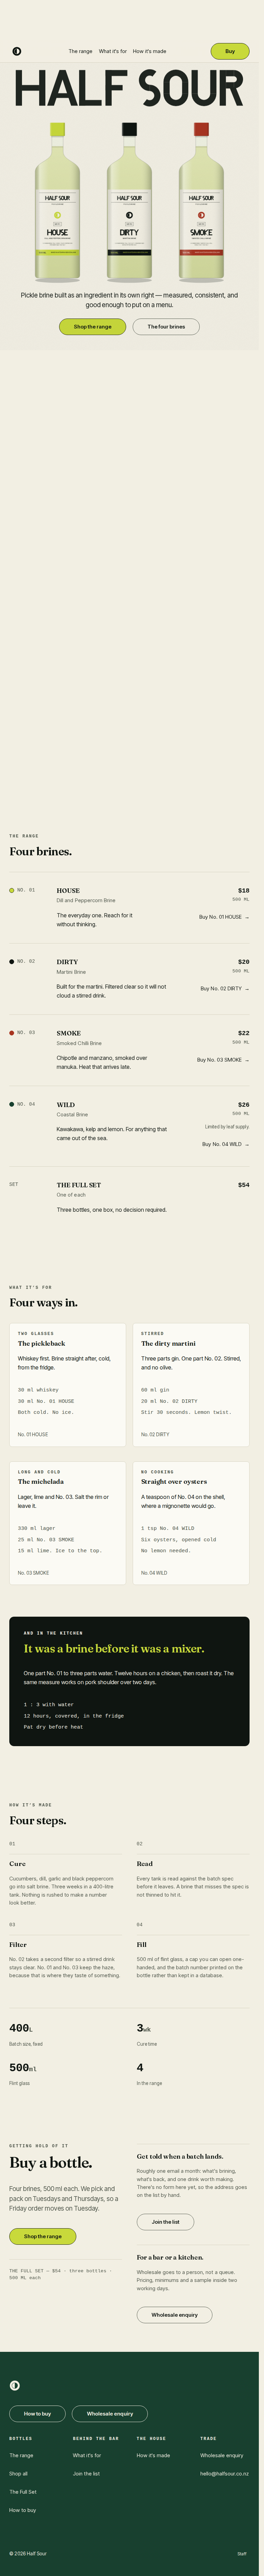 The range
What it's for
How it's made
Buy
HALF SOUR
HALF SOUR
HOUSE
HALF SOUR
DIRTY
HALF SOUR
SMOKE
Pickle brine built as an ingredient in its own right — measured, consistent, and
good enough to put on a menu.
Shop the range
The four brines
THE RANGE
Four brines.
NO. 01
HOUSE
Dill and Peppercorn Brine
The everyday one. Reach for it
without thinking.
$18
500 ML
Buy No. 01 HOUSE →
NO. 02
DIRTY
Martini Brine
Built for the martini. Filtered clear so it will not
cloud a stirred drink.
$20
500 ML
Buy No. 02 DIRTY →
NO. 03
SMOKE
Smoked Chilli Brine
Chipotle and manzano, smoked over
manuka. Heat that arrives late.
$22
500 ML
Buy No. 03 SMOKE →
NO. 04
WILD
Coastal Brine
Kawakawa, kelp and lemon. For anything that
came out of the sea.
$26
500 ML
Limited by leaf supply.
Buy No. 04 WILD →
SET
THE FULL SET
One of each
Three bottles, one box, no decision required.
$54
WHAT IT'S FOR
Four ways in.
TWO GLASSES
The pickleback
Whiskey first. Brine straight after, cold,
from the fridge.
30 ml whiskey
30 ml No. 01 HOUSE
Both cold. No ice.
No. 01 HOUSE
STIRRED
The dirty martini
Three parts gin. One part No. 02. Stirred,
and no olive.
60 ml gin
20 ml No. 02 DIRTY
Stir 30 seconds. Lemon twist.
No. 02 DIRTY
LONG AND COLD
The michelada
Lager, lime and No. 03. Salt the rim or
leave it.
330 ml lager
25 ml No. 03 SMOKE
15 ml lime. Ice to the top.
No. 03 SMOKE
NO COOKING
Straight over oysters
A teaspoon of No. 04 on the shell,
where a mignonette would go.
1 tsp No. 04 WILD
Six oysters, opened cold
No lemon needed.
No. 04 WILD
AND IN THE KITCHEN
It was a brine before it was a mixer.
One part No. 01 to three parts water. Twelve hours on a chicken, then roast it dry. The
same measure works on pork shoulder over two days.
1 : 3 with water
12 hours, covered, in the fridge
Pat dry before heat
HOW IT'S MADE
Four steps.
01
Cure
Cucumbers, dill, garlic and black peppercorn
go into salt brine. Three weeks in a 400-litre
tank. Nothing is rushed to make a number
look better.
02
Read
Every tank is read against the batch spec
before it leaves. A brine that misses the spec is
not thinned to hit it.
03
Filter
No. 02 takes a second filter so a stirred drink
stays clear. No. 01 and No. 03 keep the haze,
because that is where they taste of something.
04
Fill
500 ml of flint glass, a cap you can open one-
handed, and the batch number printed on the
bottle rather than kept in a database.
400L
Batch size, fixed
3wk
Cure time
500ml
Flint glass
4
In the range
GETTING HOLD OF IT
Buy a bottle.
Four brines, 500 ml each. We pick and
pack on Tuesdays and Thursdays, so a
Friday order moves on Tuesday.
Shop the range
THE FULL SET — $54 · three bottles ·
500 ML each
Get told when a batch lands.
Roughly one email a month: what's brining,
what's back, and one drink worth making.
There's no form here yet, so the address goes
on the list by hand.
Join the list
For a bar or a kitchen.
Wholesale goes to a person, not a queue.
Pricing, minimums and a sample inside two
working days.
Wholesale enquiry
How to buy
Wholesale enquiry
BOTTLES
The range
Shop all
The Full Set
How to buy
BEHIND THE BAR
What it's for
Join the list
THE HOUSE
How it's made
TRADE
Wholesale enquiry
hello@halfsour.co.nz
© 2026 Half Sour
Staff